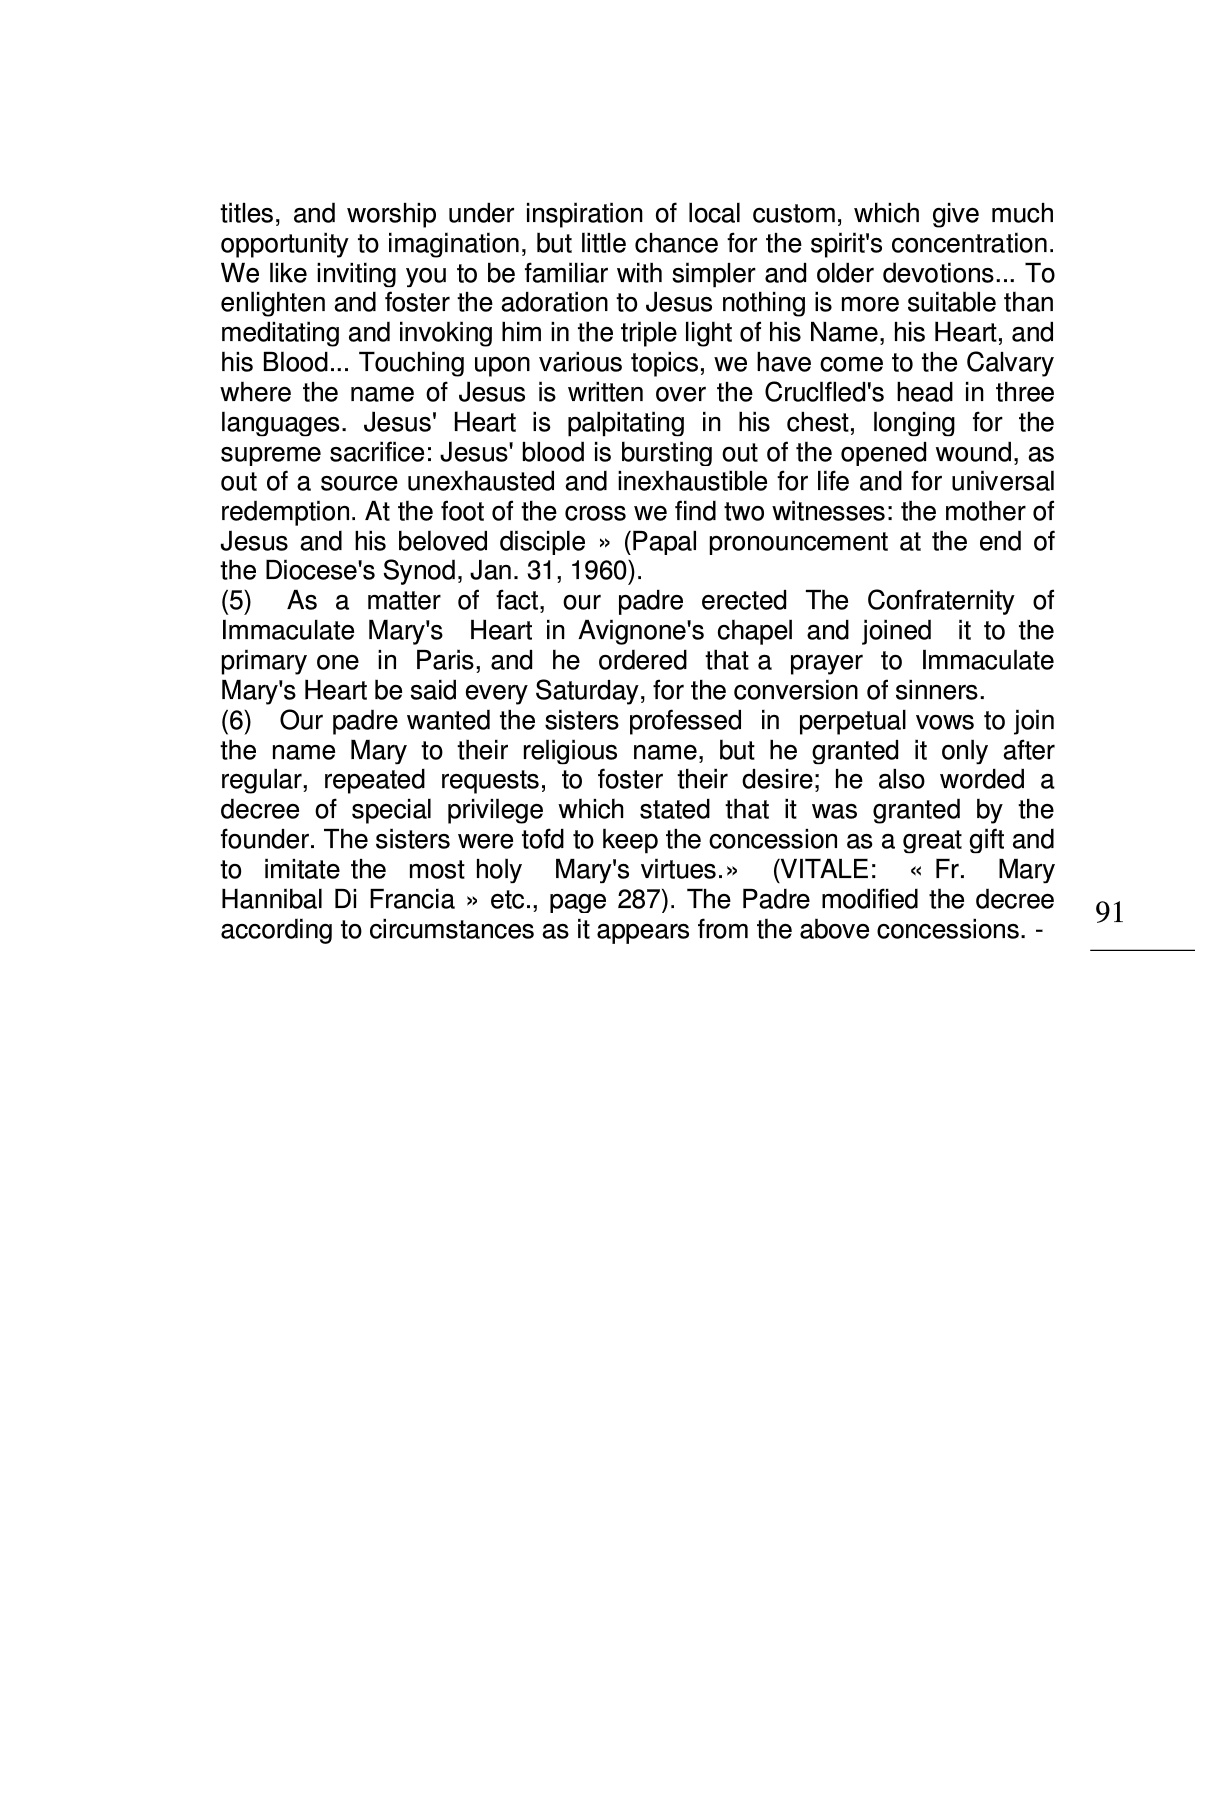 titles, and worship under inspiration of local custom, which give much
opportunity to imagination, but little chance for the spirit's concentration.
We like inviting you to be familiar with simpler and older devotions... To
enlighten and foster the adoration to Jesus nothing is more suitable than
meditating and invoking him in the triple light of his Name, his Heart, and
his Blood... Touching upon various topics, we have come to the Calvary
where the name of Jesus is written over the Cruclfled's head in three
languages. Jesus' Heart is palpitating in his chest, longing for the
supreme sacrifice: Jesus' blood is bursting out of the opened wound, as
out of a source unexhausted and inexhaustible for life and for universal
redemption. At the foot of the cross we find two witnesses: the mother of
Jesus and his beloved disciple » (Papal pronouncement at the end of
the Diocese's Synod, Jan. 31, 1960).
(5) As a matter of fact, our padre erected The Confraternity of
Immaculate Mary's Heart in Avignone's chapel and joined it to the
primary one in Paris, and he ordered that a prayer to Immaculate
Mary's Heart be said every Saturday, for the conversion of sinners.
(6) Our padre wanted the sisters professed in perpetual vows to join
the name Mary to their religious name, but he granted it only after
regular, repeated requests, to foster their desire; he also worded a
decree of special privilege which stated that it was granted by the
founder. The sisters were tofd to keep the concession as a great gift and
to imitate the most holy Mary's virtues.» (VITALE: « Fr. Mary
Hannibal Di Francia » etc., page 287). The Padre modified the decree
according to circumstances as it appears from the above concessions. -
91